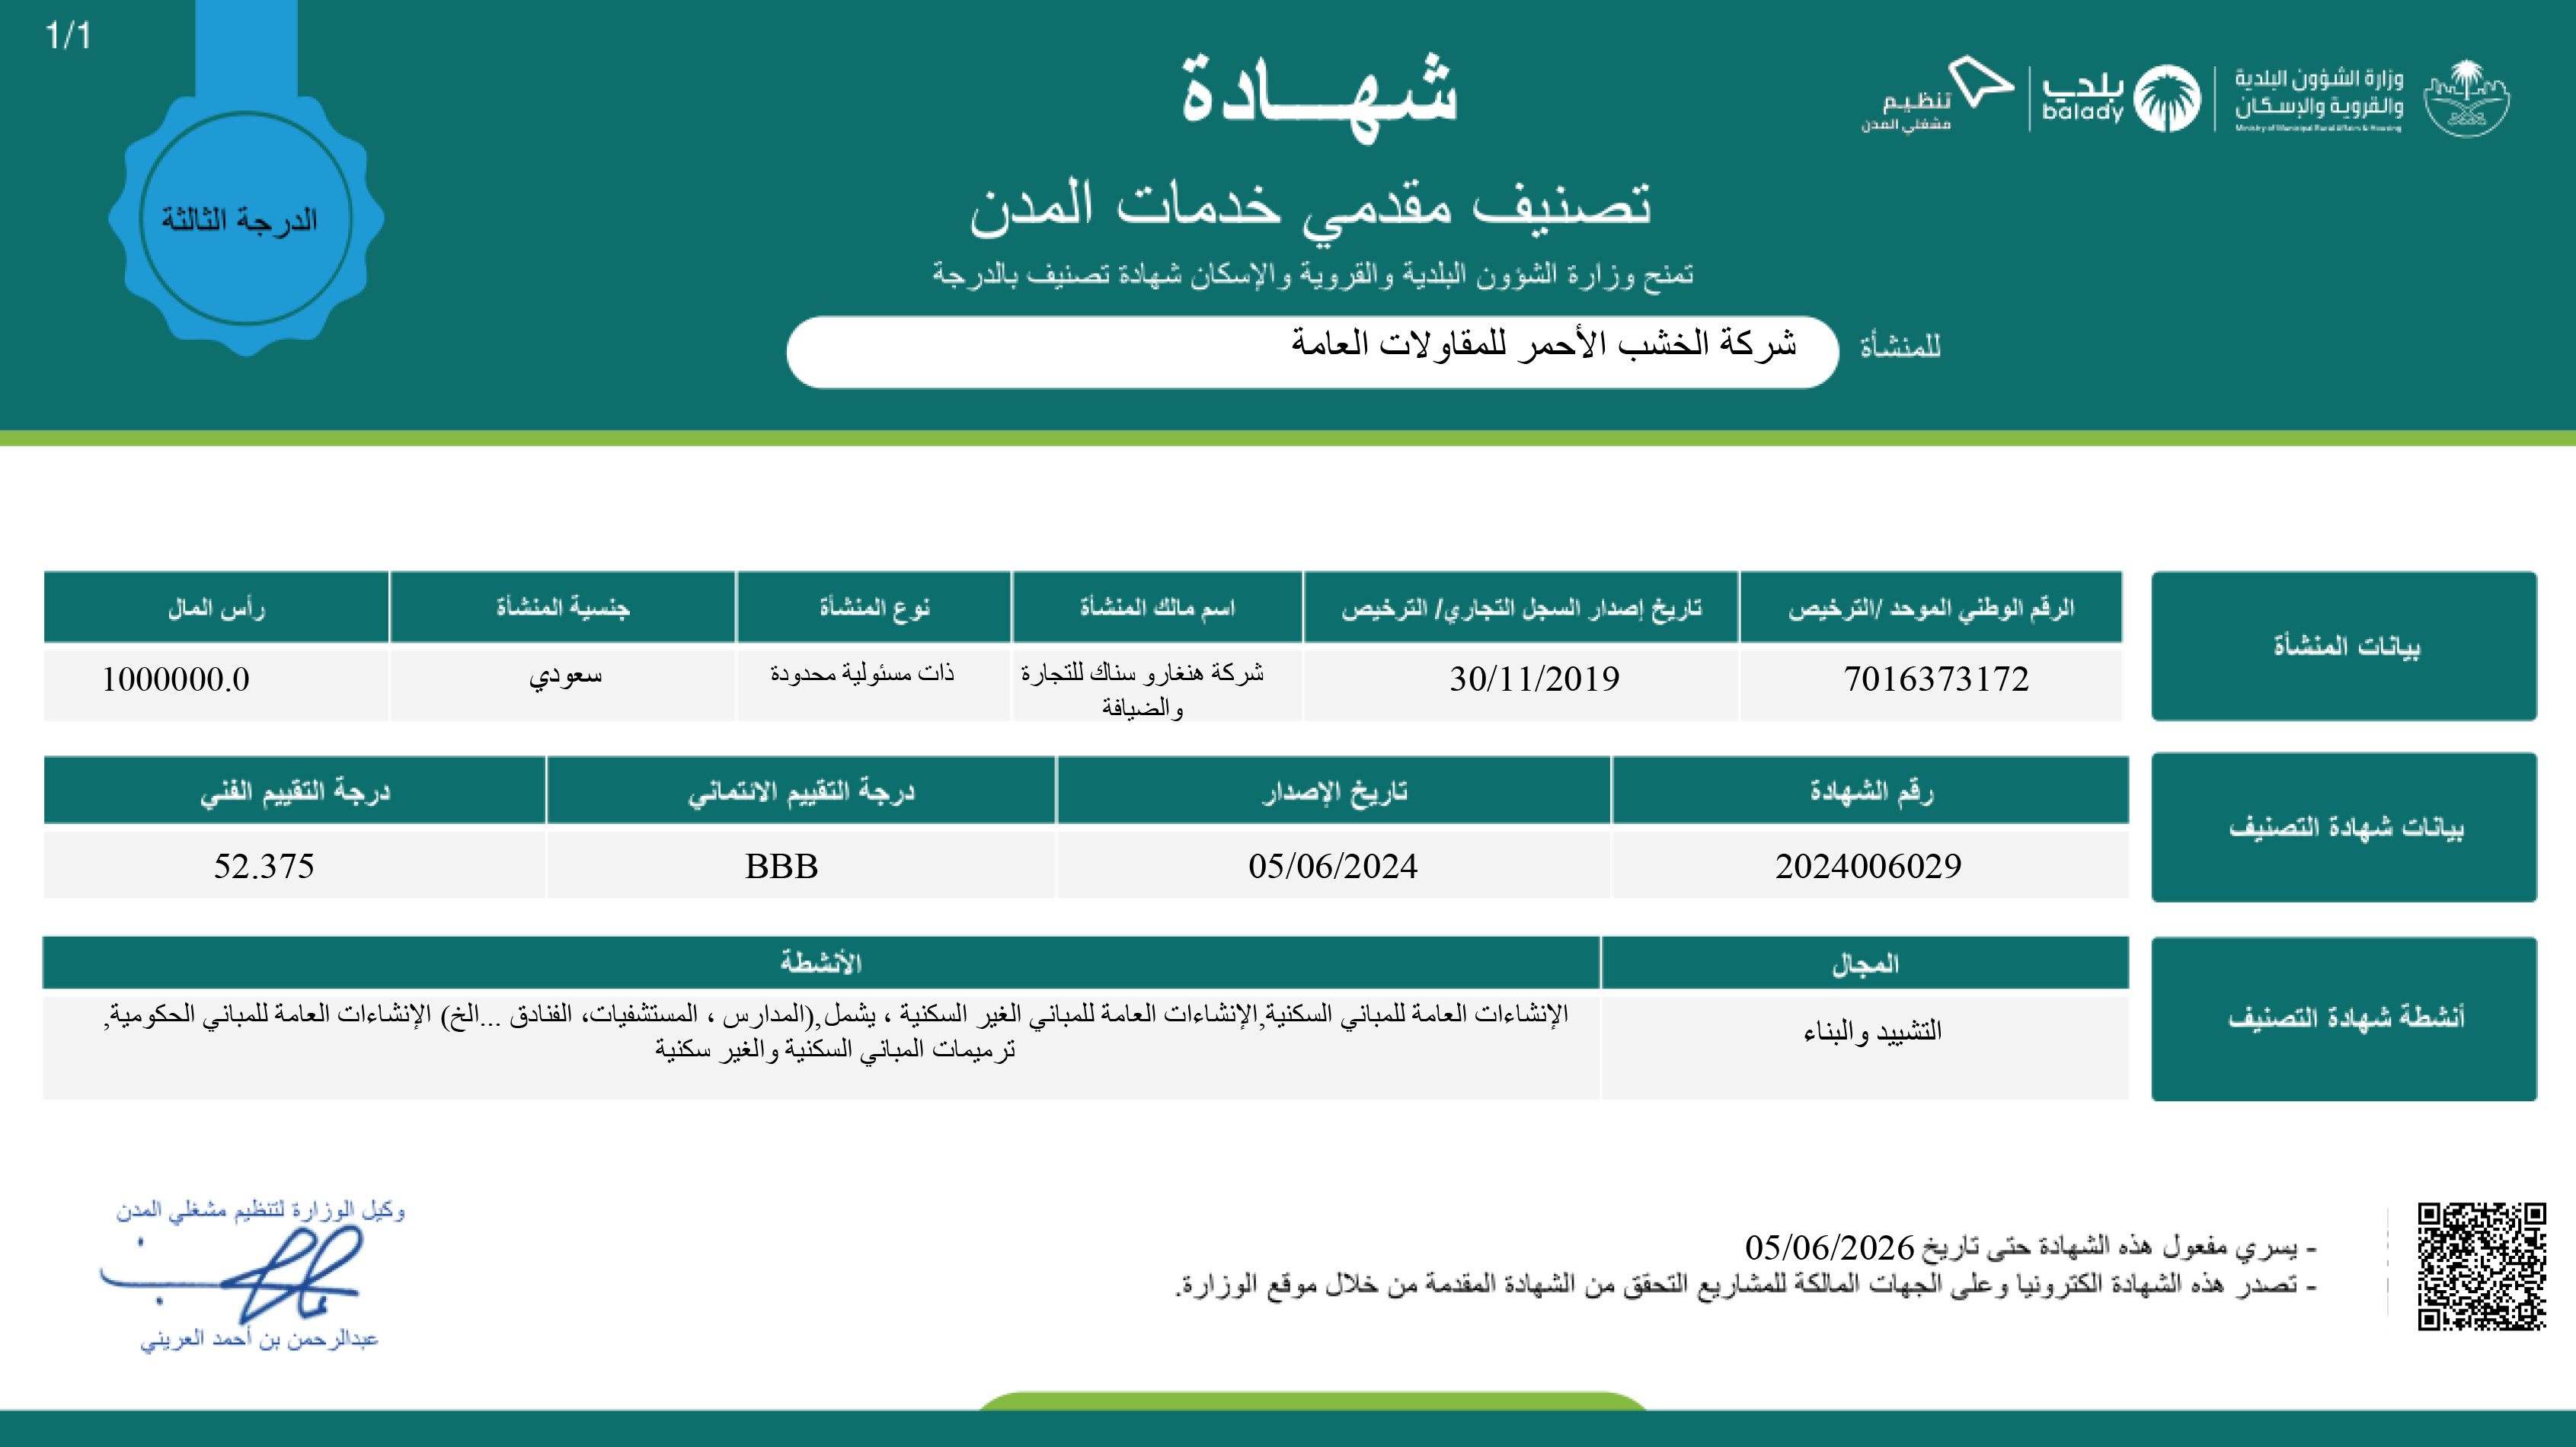 1/1
وزارة الشؤون البلدية
والقروية والإسكان
Ministry of Municipal Rural Affairs & Housing
بلدي
balady
تنظيم
مشغلي المدن
شهــادة
الدرجة الثالثة
تصنيف مقدمي خدمات المدن
تمنح وزارة الشؤون البلدية والقروية والإسكان شهادة تصنيف بالدرجة
للمنشأة شركة الخشب الأحمر للمقاولات العامة
بيانات المنشأة
الرقم الوطني الموحد /الترخيص تاريخ إصدار السجل التجاري/ الترخيص اسم مالك المنشأة نوع المنشأة جنسية المنشأة رأس المال
7016373172 30/11/2019 شركة هنغارو سناك للتجارة والضيافة ذات مسئولية محدودة سعودي 1000000.0
بيانات شهادة التصنيف
رقم الشهادة تاريخ الإصدار درجة التقييم الائتماني درجة التقييم الفني
2024006029 05/06/2024 BBB 52.375
أنشطة شهادة التصنيف
المجال الأنشطة
التشييد والبناء
الإنشاءات العامة للمباني السكنية,الإنشاءات العامة للمباني الغير السكنية ، يشمل,(المدارس ، المستشفيات، الفنادق ...الخ) الإنشاءات العامة للمباني الحكومية,
ترميمات المباني السكنية والغير سكنية
- يسري مفعول هذه الشهادة حتى تاريخ 05/06/2026
- تصدر هذه الشهادة الكترونيا وعلى الجهات المالكة للمشاريع التحقق من الشهادة المقدمة من خلال موقع الوزارة.
وكيل الوزارة لتنظيم مشغلي المدن
عبدالرحمن بن أحمد العريني